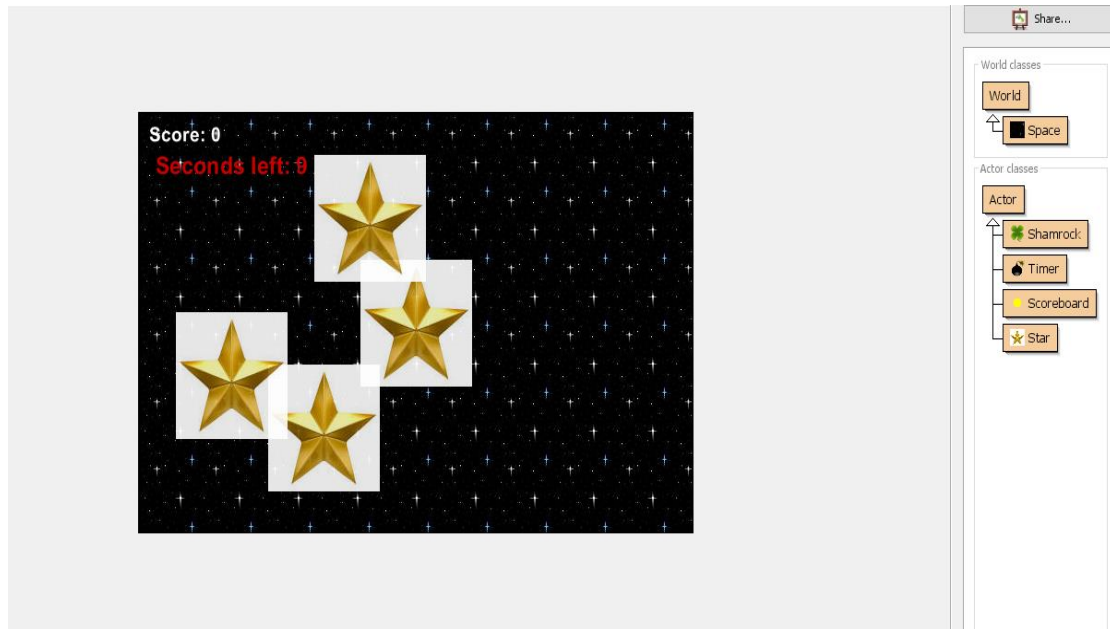 Share...
World classes
World
Space
Actor classes
Actor
Shamrock
Timer
Scoreboard
Star
Score: 0
Seconds left: 0